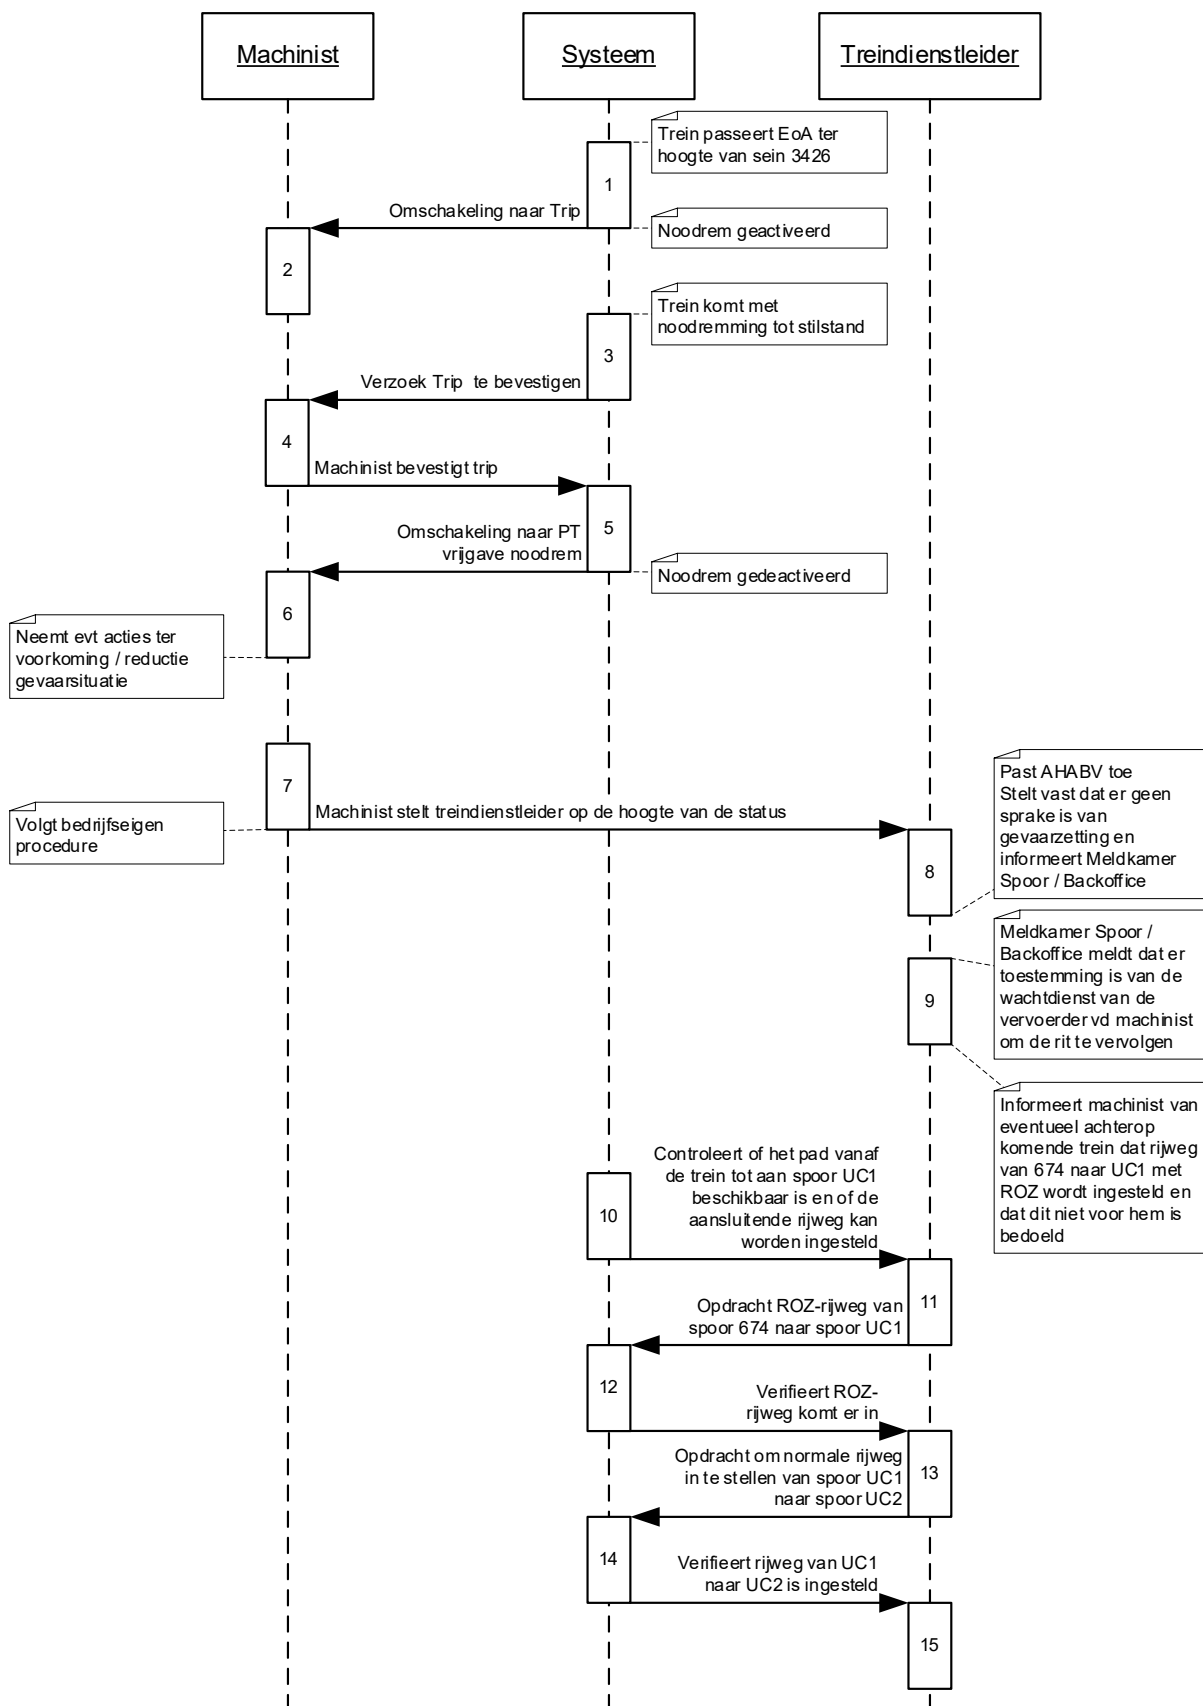 Machinist
Systeem
Treindienstleider
Trein passeert EoA ter
hoogte van sein 3426
1
Omschakeling naar Trip
Noodrem geactiveerd
2
Trein komt met
noodremming tot stilstand
3
Verzoek Trip te bevestigen
4
Machinist bevestigt trip
5
Omschakeling naar PT
vrijgave noodrem
Noodrem gedeactiveerd
6
Neemt evt acties ter
voorkoming / reductie
gevaarsituatie
7
Machinist stelt treindienstleider op de hoogte van de status
Volgt bedrijfseigen
procedure
Past AHABV toe
Stelt vast dat er geen
sprake is van
gevaarzetting en
informeert Meldkamer
Spoor / Backoffice
8
Meldkamer Spoor /
Backoffice meldt dat er
toestemming is van de
wachtdienst van de
vervoerder vd machinist
om de rit te vervolgen
9
Informeert machinist van
eventueel achterop
komende trein dat rijweg
van 674 naar UC1 met
ROZ wordt ingesteld en
dat dit niet voor hem is
bedoeld
Controleert of het pad vanaf
de trein tot aan spoor UC1
beschikbaar is en of de
aansluitende rijweg kan
worden ingesteld
10
11
Opdracht ROZ-rijweg van
spoor 674 naar spoor UC1
12
Verifieert ROZ-
rijweg komt er in
13
Opdracht om normale rijweg
in te stellen van spoor UC1
naar spoor UC2
14
Verifieert rijweg van UC1
naar UC2 is ingesteld
15